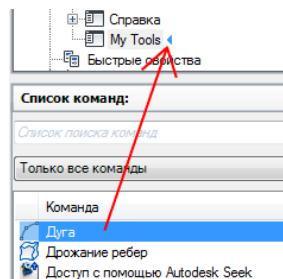 Справка
My Tools
Быстрые свойства
Список команд:
Список поиска команд
Только все команды
Команда
Дуга
Дрожание ребер
Доступ с помощью Autodesk Seek